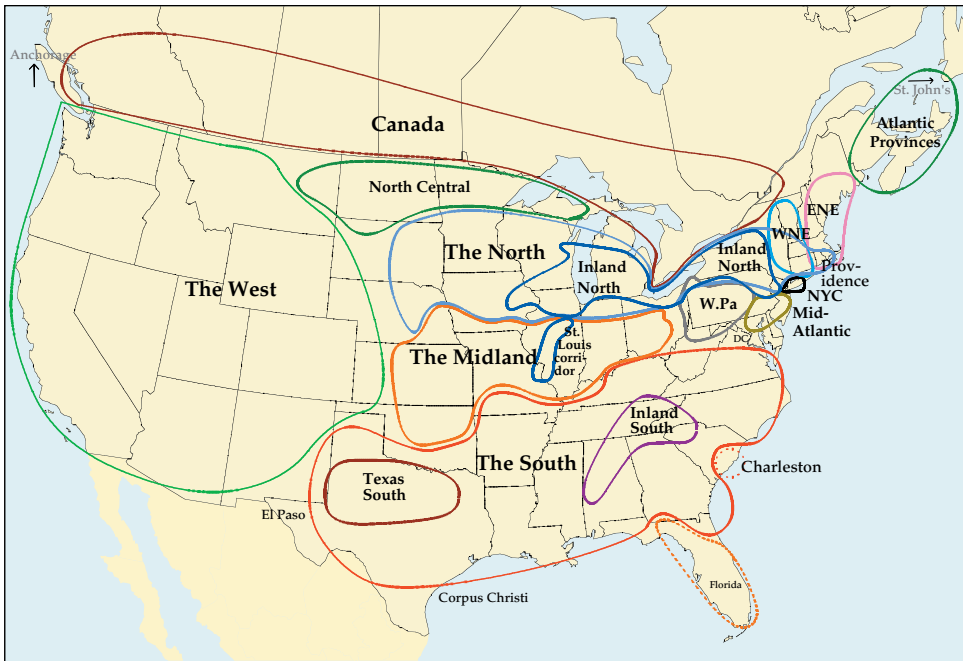 Anchorage
St. John's
Canada
Atlantic
Provinces
North Central
ENE
WNE
The North
Inland
North
Inland
North
Prov-
idence
The West
NYC
W.Pa
Mid-
Atlantic
DC
St.
Louis
corri-
dor
The Midland
Inland
South
The South
Charleston
Texas
South
El Paso
Florida
Corpus Christi